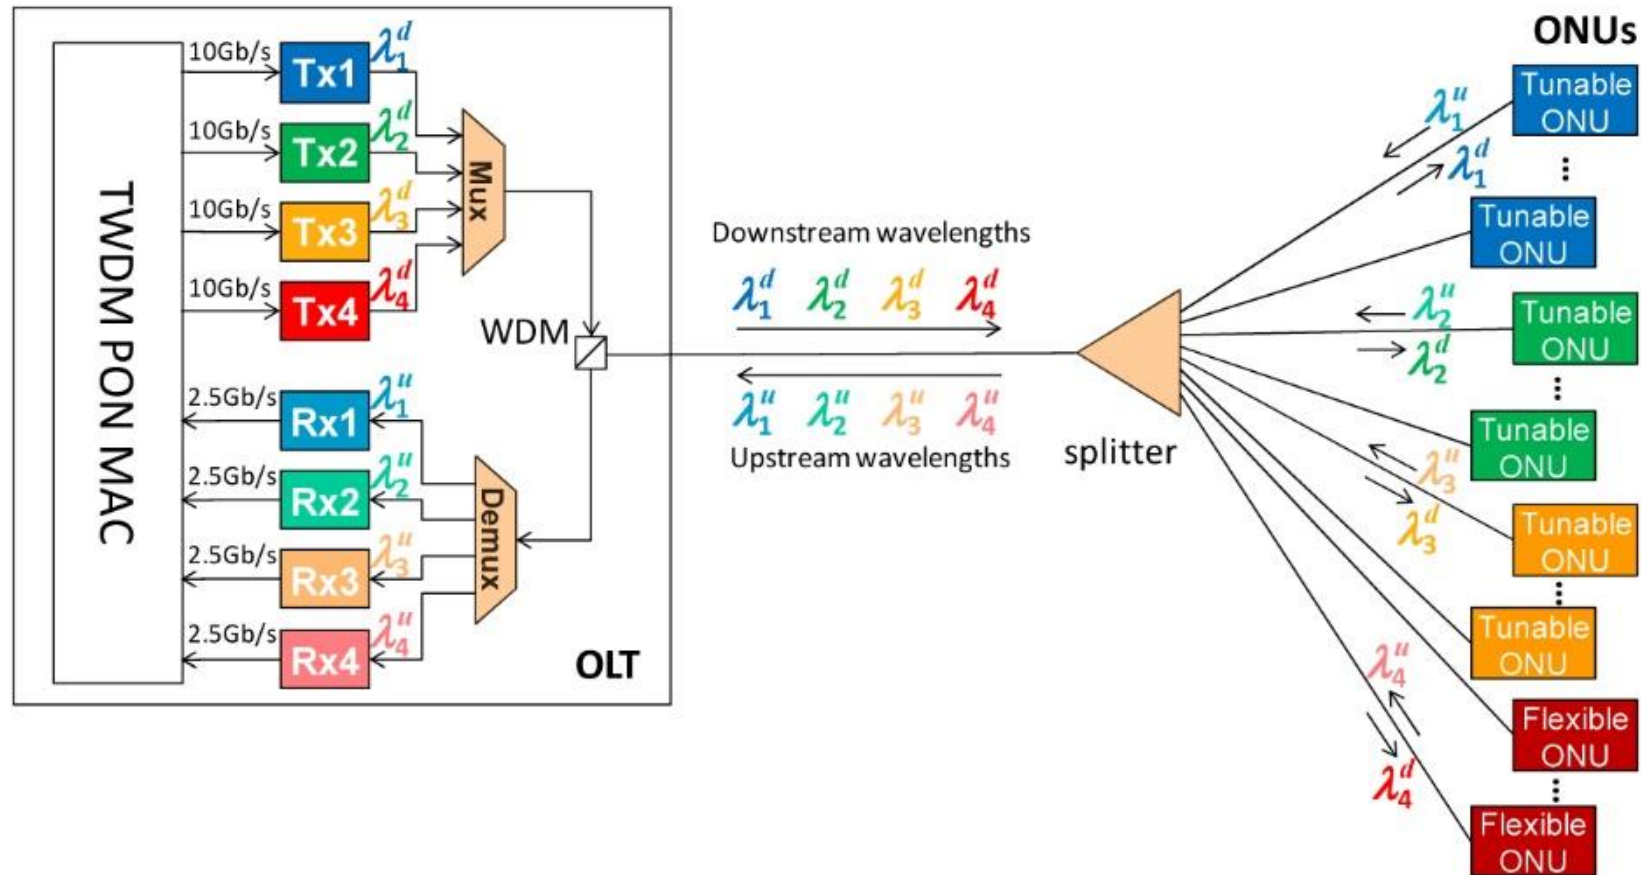 TWDM PON MAC
10Gb/s
Tx1
λ₁ᵈ
10Gb/s
Tx2
λ₂ᵈ
10Gb/s
Tx3
λ₃ᵈ
10Gb/s
Tx4
λ₄ᵈ
Mux
WDM
2.5Gb/s
Rx1
λ₁ᵘ
2.5Gb/s
Rx2
λ₂ᵘ
2.5Gb/s
Rx3
λ₃ᵘ
2.5Gb/s
Rx4
λ₄ᵘ
Demux
OLT
Downstream wavelengths
λ₁ᵈ λ₂ᵈ λ₃ᵈ λ₄ᵈ
λ₁ᵘ λ₂ᵘ λ₃ᵘ λ₄ᵘ
Upstream wavelengths
splitter
ONUs
λ₁ᵘ
λ₁ᵈ
Tunable
ONU
Tunable
ONU
λ₂ᵘ
λ₂ᵈ
Tunable
ONU
Tunable
ONU
λ₃ᵘ
λ₃ᵈ
Tunable
ONU
Tunable
ONU
λ₄ᵘ
λ₄ᵈ
Flexible
ONU
Flexible
ONU